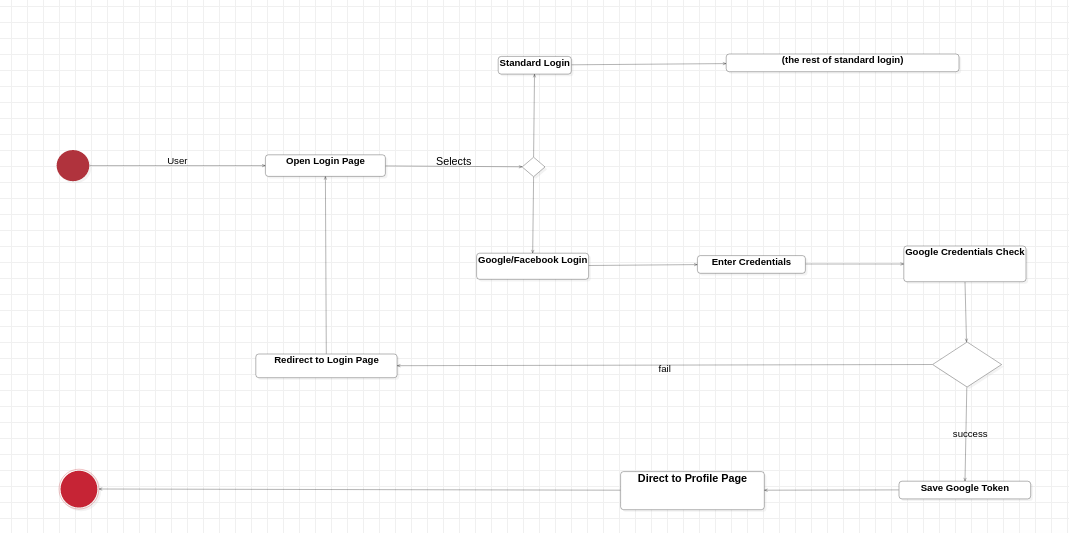 Standard Login
(the rest of standard login)
User
Open Login Page
Selects
Google/Facebook Login
Enter Credentials
Google Credentials Check
Redirect to Login Page
fail
success
Direct to Profile Page
Save Google Token